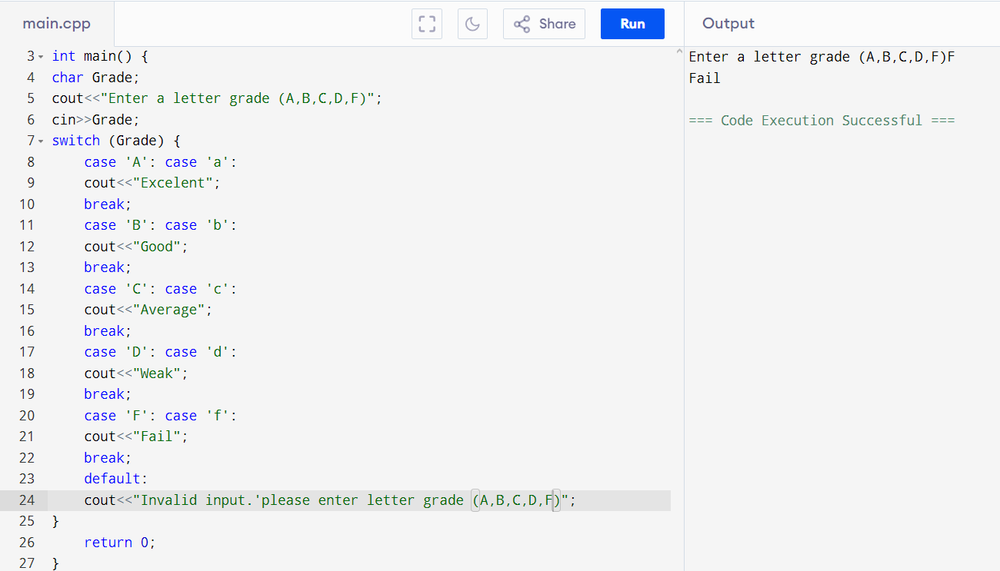 main.cpp
Share
Run
Output
3 int main() {
4 char Grade;
5 cout<<"Enter a letter grade (A,B,C,D,F)";
6 cin>>Grade;
7 switch (Grade) {
8     case 'A': case 'a':
9     cout<<"Excelent";
10     break;
11     case 'B': case 'b':
12     cout<<"Good";
13     break;
14     case 'C': case 'c':
15     cout<<"Average";
16     break;
17     case 'D': case 'd':
18     cout<<"Weak";
19     break;
20     case 'F': case 'f':
21     cout<<"Fail";
22     break;
23     default:
24     cout<<"Invalid input.'please enter letter grade (A,B,C,D,F)";
25 }
26     return 0;
27 }
Enter a letter grade (A,B,C,D,F)F
Fail
=== Code Execution Successful ===